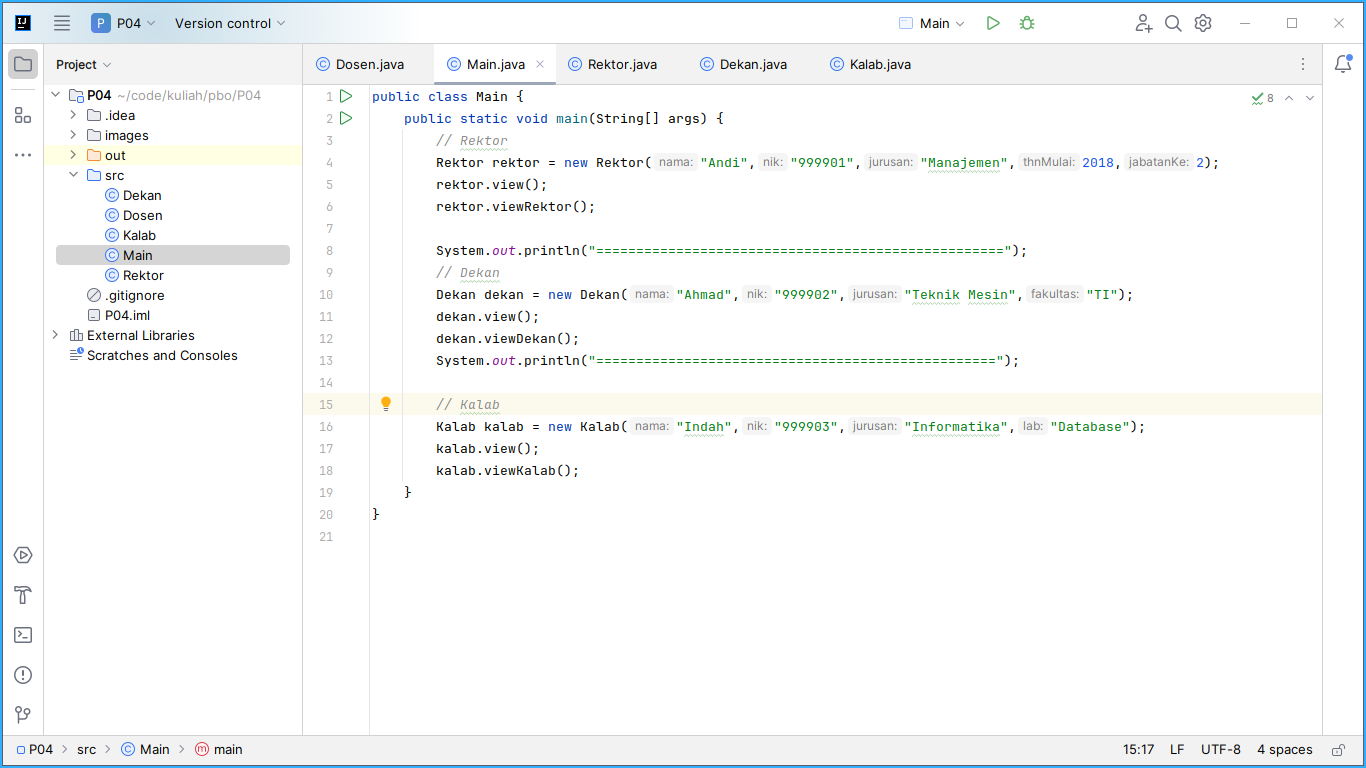 P P04 Version control Main
Project
Dosen.java Main.java Rektor.java Dekan.java Kalab.java
P04 ~/code/kuliah/pbo/P04
.idea
images
out
src
Dekan
Dosen
Kalab
Main
Rektor
.gitignore
P04.iml
External Libraries
Scratches and Consoles
8
1 public class Main {
2 public static void main(String[] args) {
3 // Rektor
4 Rektor rektor = new Rektor( nama: "Andi", nik: "999901", jurusan: "Manajemen", thnMulai: 2018, jabatanKe: 2);
5 rektor.view();
6 rektor.viewRektor();
7
8 System.out.println("===================================================");
9 // Dekan
10 Dekan dekan = new Dekan( nama: "Ahmad", nik: "999902", jurusan: "Teknik Mesin", fakultas: "TI");
11 dekan.view();
12 dekan.viewDekan();
13 System.out.println("==================================================");
14
15 // Kalab
16 Kalab kalab = new Kalab( nama: "Indah", nik: "999903", jurusan: "Informatika", lab: "Database");
17 kalab.view();
18 kalab.viewKalab();
19 }
20 }
21
P04 src Main main
15:17 LF UTF-8 4 spaces